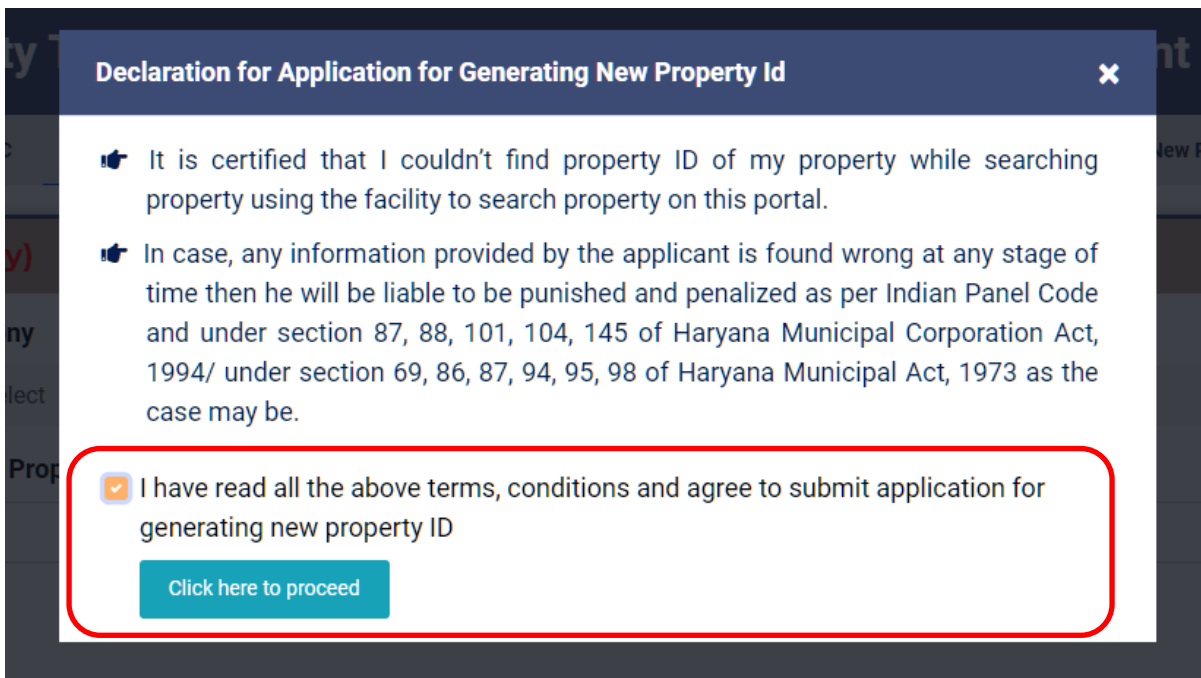 ty T
nt
Declaration for Application for Generating New Property Id
It is certified that I couldn't find property ID of my property while searching
property using the facility to search property on this portal.
In case, any information provided by the applicant is found wrong at any stage of
time then he will be liable to be punished and penalized as per Indian Panel Code
and under section 87, 88, 101, 104, 145 of Haryana Municipal Corporation Act,
1994/ under section 69, 86, 87, 94, 95, 98 of Haryana Municipal Act, 1973 as the
case may be.
I have read all the above terms, conditions and agree to submit application for
generating new property ID
Click here to proceed
y)
ny
lect
Prop